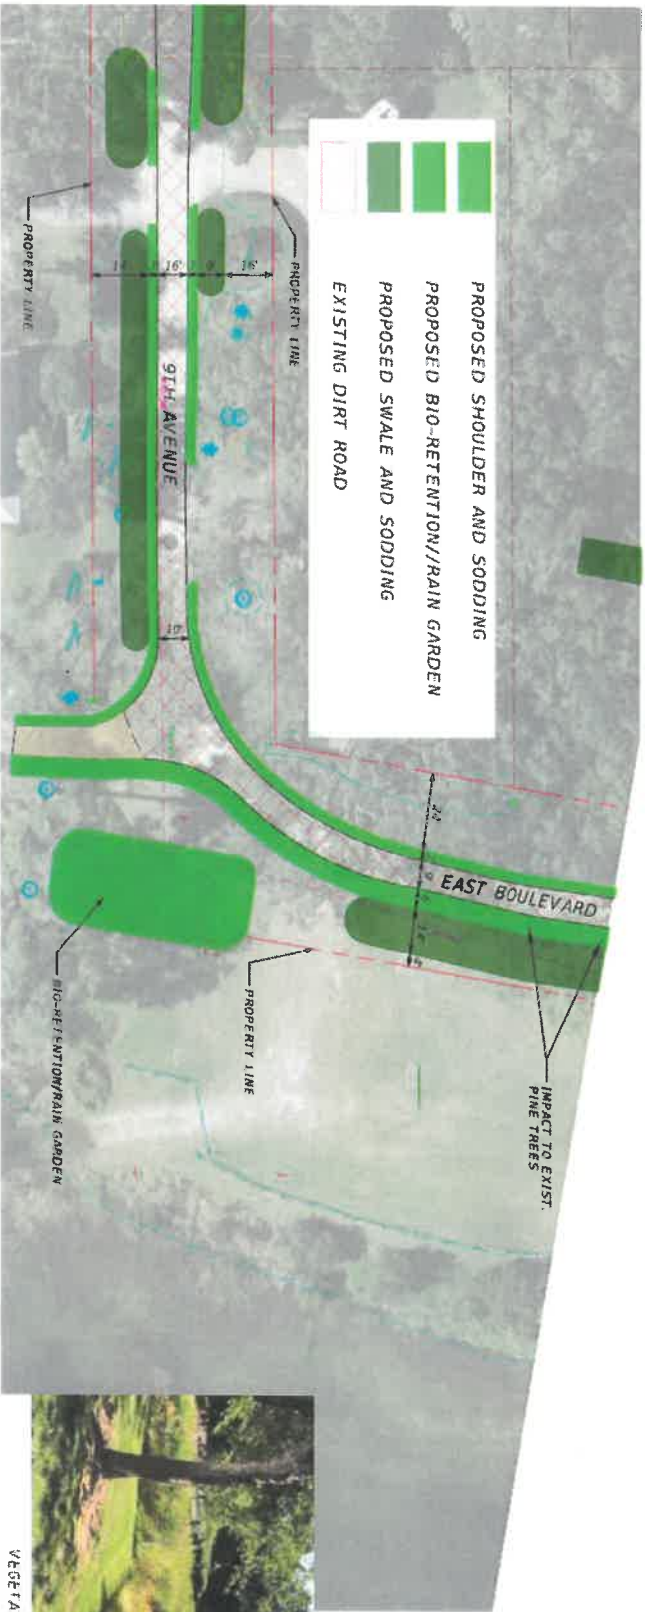 PROPOSED SHOULDER AND SODDING
PROPOSED BIO-RETENTION//RAIN GARDEN
PROPOSED SWALE AND SODDING
EXISTING DIRT ROAD
PROPERTY LINE
PROPERTY LINE
16'
16'
9TH AVENUE
EAST BOULEVARD
IMPACT TO EXIST.
PINE TREES
PROPERTY LINE
BIO-RETENTION/RAIN GARDEN